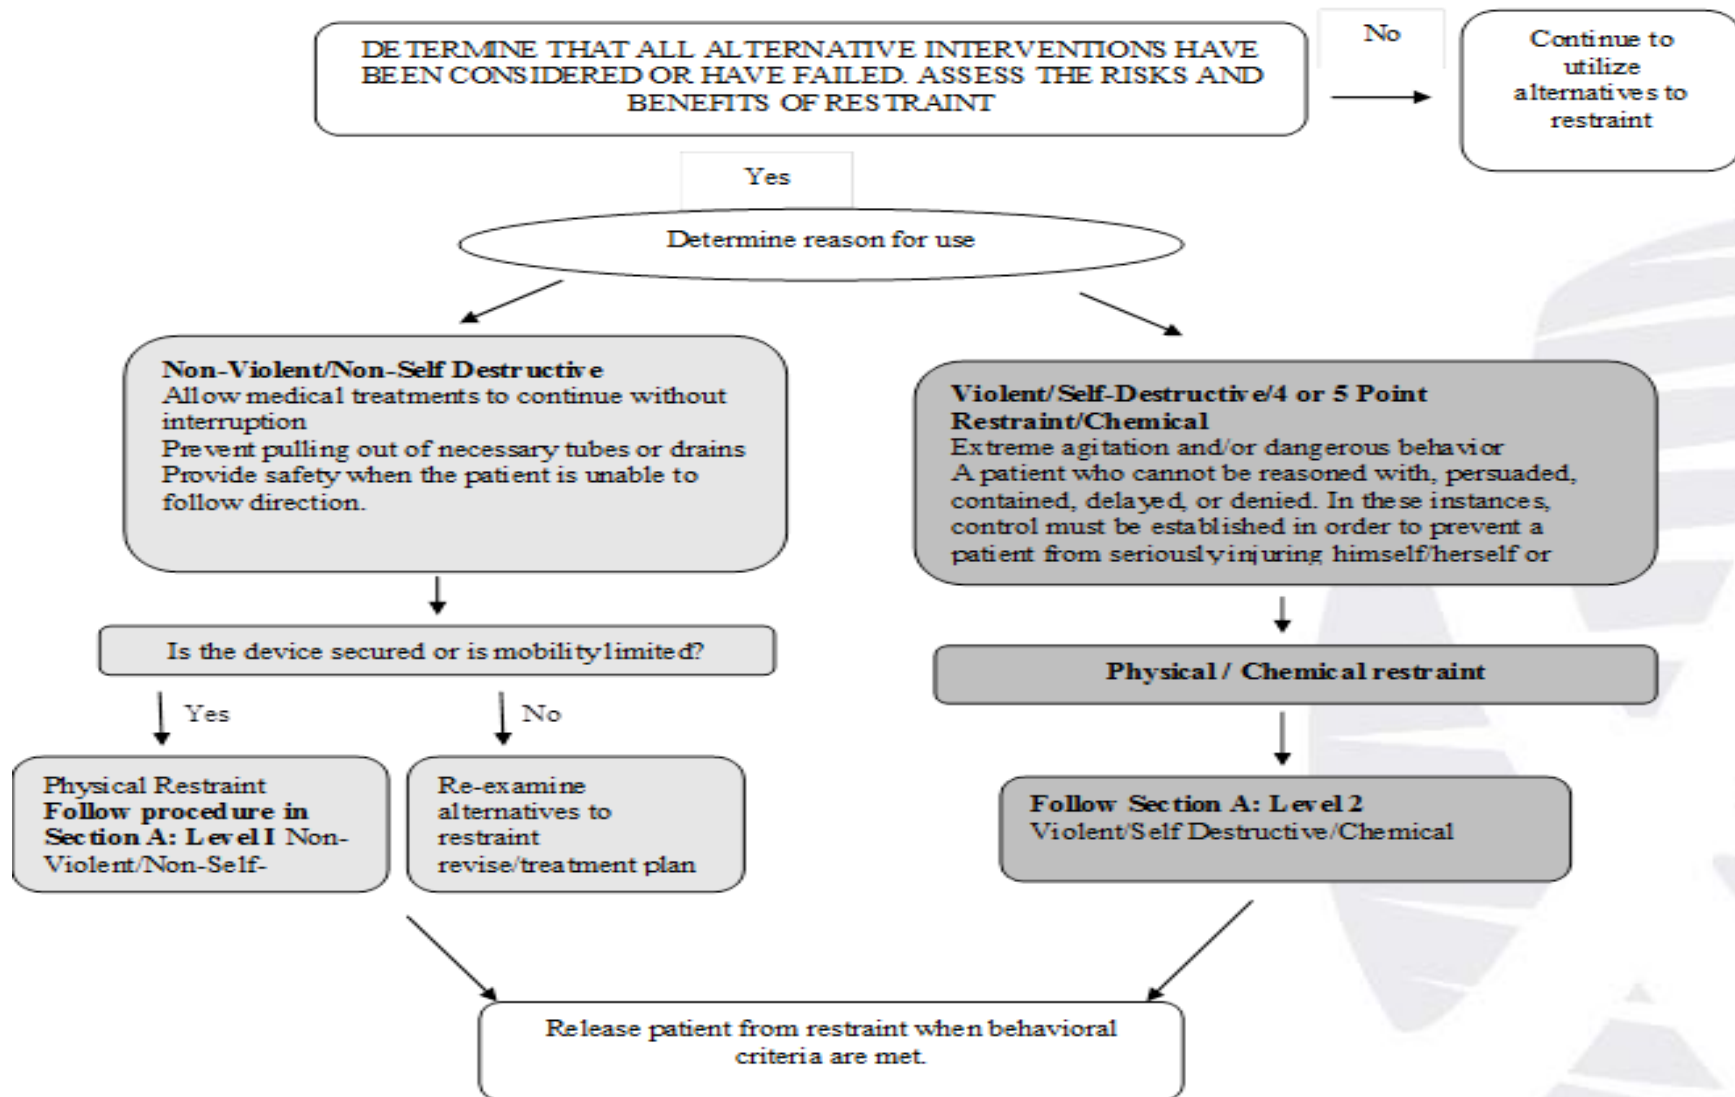 DETERMINE THAT ALL ALTERNATIVE INTERVENTIONS HAVE
BEEN CONSIDERED OR HAVE FAILED. ASSESS THE RISKS AND
BENEFITS OF RESTRAINT
No
Continue to
utilize
alternatives to
restraint
Yes
Determine reason for use
Non-Violent/Non-Self Destructive
Allow medical treatments to continue without
interruption
Prevent pulling out of necessary tubes or drains
Provide safety when the patient is unable to
follow direction.
Violent/Self-Destructive/4 or 5 Point
Restraint/Chemical
Extreme agitation and/or dangerous behavior
A patient who cannot be reasoned with, persuaded,
contained, delayed, or denied. In these instances,
control must be established in order to prevent a
patient from seriously injuring himself/herself or
Is the device secured or is mobility limited?
Physical / Chemical restraint
Yes
No
Physical Restraint
Follow procedure in
Section A: Level I Non-
Violent/Non-Self-
Re-examine
alternatives to
restraint
revise/treatment plan
Follow Section A: Level 2
Violent/Self Destructive/Chemical
Release patient from restraint when behavioral
criteria are met.